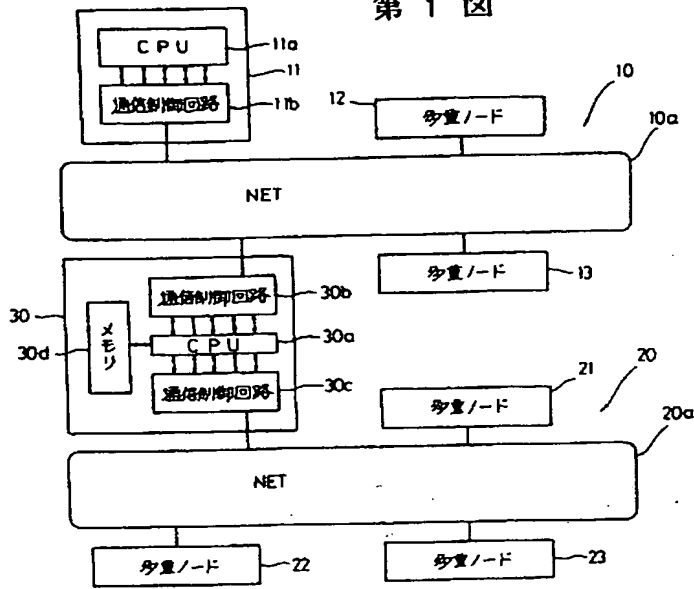 第 1 図
CPU
11a
11
通信制御回路
11b
12
多重ノード
10
10a
NET
多重ノード
13
30
通信制御回路
30b
メモリ
30d
CPU
30a
通信制御回路
30c
21
多重ノード
20
20a
NET
多重ノード
22
多重ノード
23